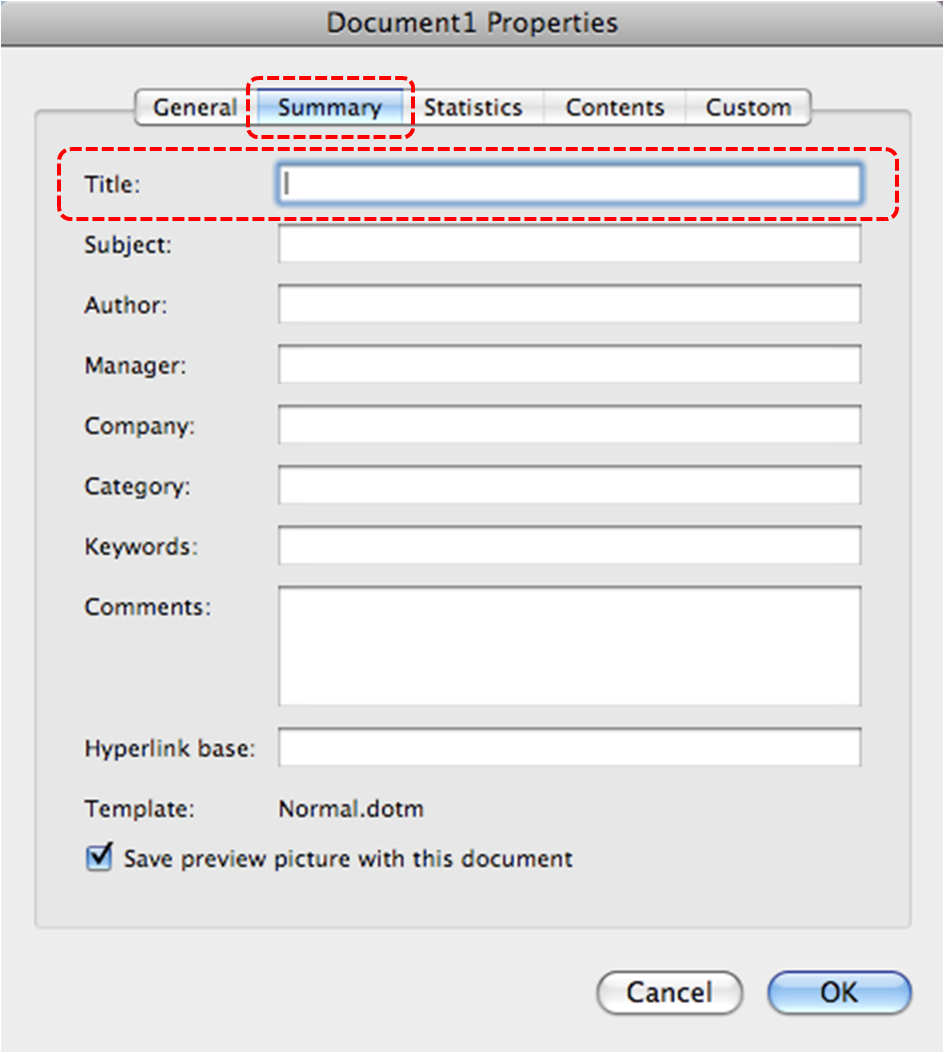 Document1 Properties
General Summary Statistics Contents Custom
Title:
Subject:
Author:
Manager:
Company:
Category:
Keywords:
Comments:
Hyperlink base:
Template: Normal.dotm
Save preview picture with this document
Cancel OK